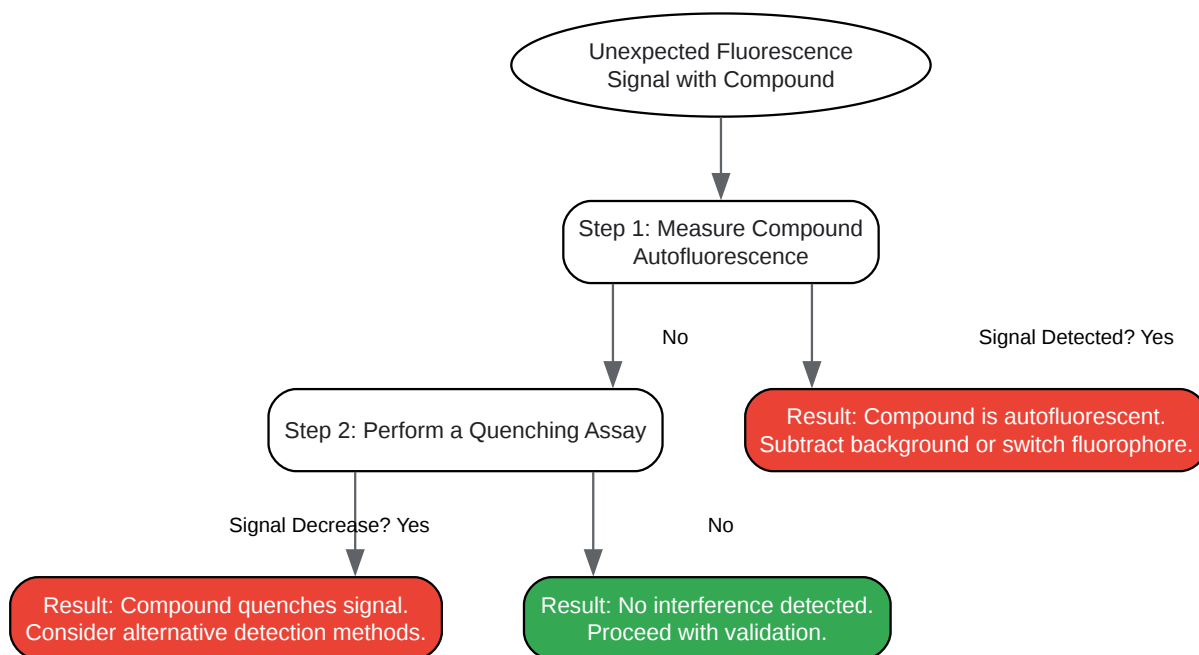 Unexpected Fluorescence
Signal with Compound
Step 1: Measure Compound
Autofluorescence
No
Signal Detected? Yes
Step 2: Perform a Quenching Assay
Result: Compound is autofluorescent.
Subtract background or switch fluorophore.
Signal Decrease? Yes
No
Result: Compound quenches signal.
Consider alternative detection methods.
Result: No interference detected.
Proceed with validation.